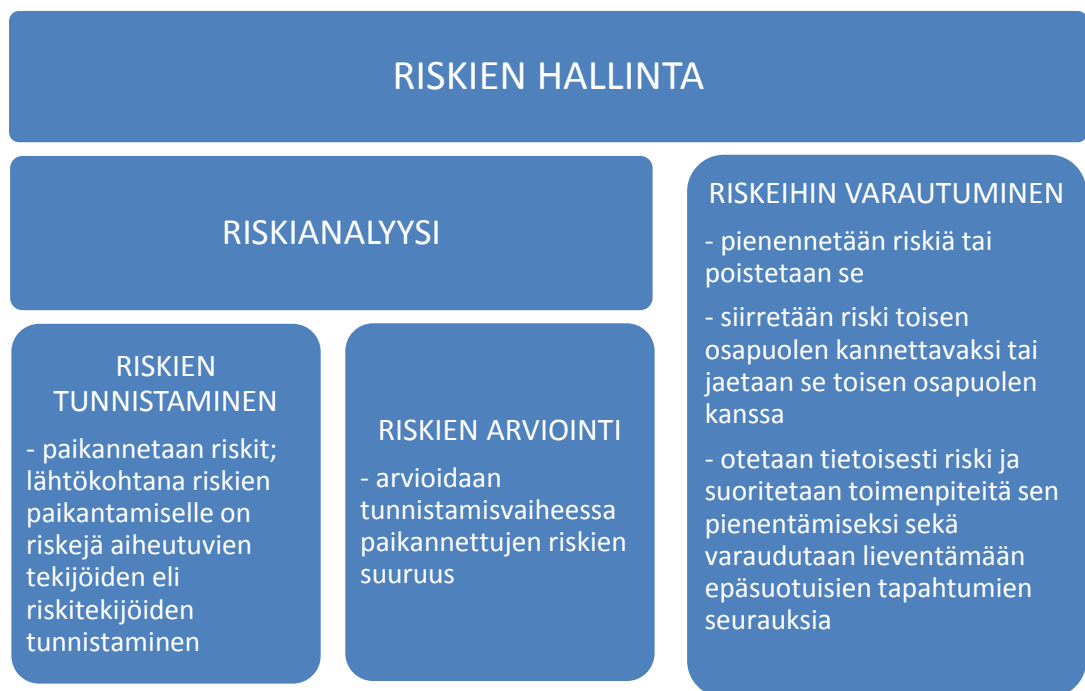 RISKIEN HALLINTA
RISKIANALYYSI
RISKIEN
TUNNISTAMINEN
- paikannetaan riskit;
lähtökohtana riskien
paikantamiselle on
riskejä aiheutuvien
tekijöiden eli
riskitekijöiden
tunnistaminen
RISKIEN ARVIOINTI
- arvioidaan
tunnistamisvaiheessa
paikannettujen riskien
suuruus
RISKEIHIN VARAUTUMINEN
- pienennetään riskiä tai
poistetaan se
- siirretään riski toisen
osapuolen kannettavaksi tai
jaetaan se toisen osapuolen
kanssa
- otetaan tietoisesti riski ja
suoritetaan toimenpiteitä sen
pienentämiseksi sekä
varaudutaan lieventämään
epäsuotuisien tapahtumien
seurauksia